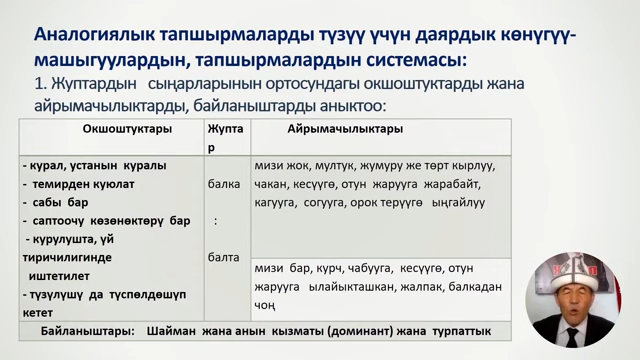 Аналогиялык тапшырмаларды түзүү үчүн даярдык көнүгүү-
машыгуулардын, тапшырмалардын системасы:
1. Жуптардын сыңарларынын ортосундагы окшоштуктарды жана
айрымачылыктарды, байланыштарды аныктоо:
Окшоштуктары
Жупта
р
Айрымачылыктары
- курал, устанын куралы
- темирден куюлат
- сабы бар
- саптоочу көзөнөктөрү бар
- курулушта, үй
тиричилигинде
иштетилет
- түзүлүшү да түспөлдөшүп
кетет
балка
:
балта
мизи жок, мултук, жумуру же төрт кырлуу,
чакан, кесүүгө, отун жарууга жарабайт,
кагууга, согууга, орок терүүгө ыңгайлуу
мизи бар, курч, чабууга, кесүүгө, отун
жарууга ылайыкташкан, жалпак, балкадан
чоң
Байланыштары: Шайман жана анын кызматы (доминант) жана турпаттык